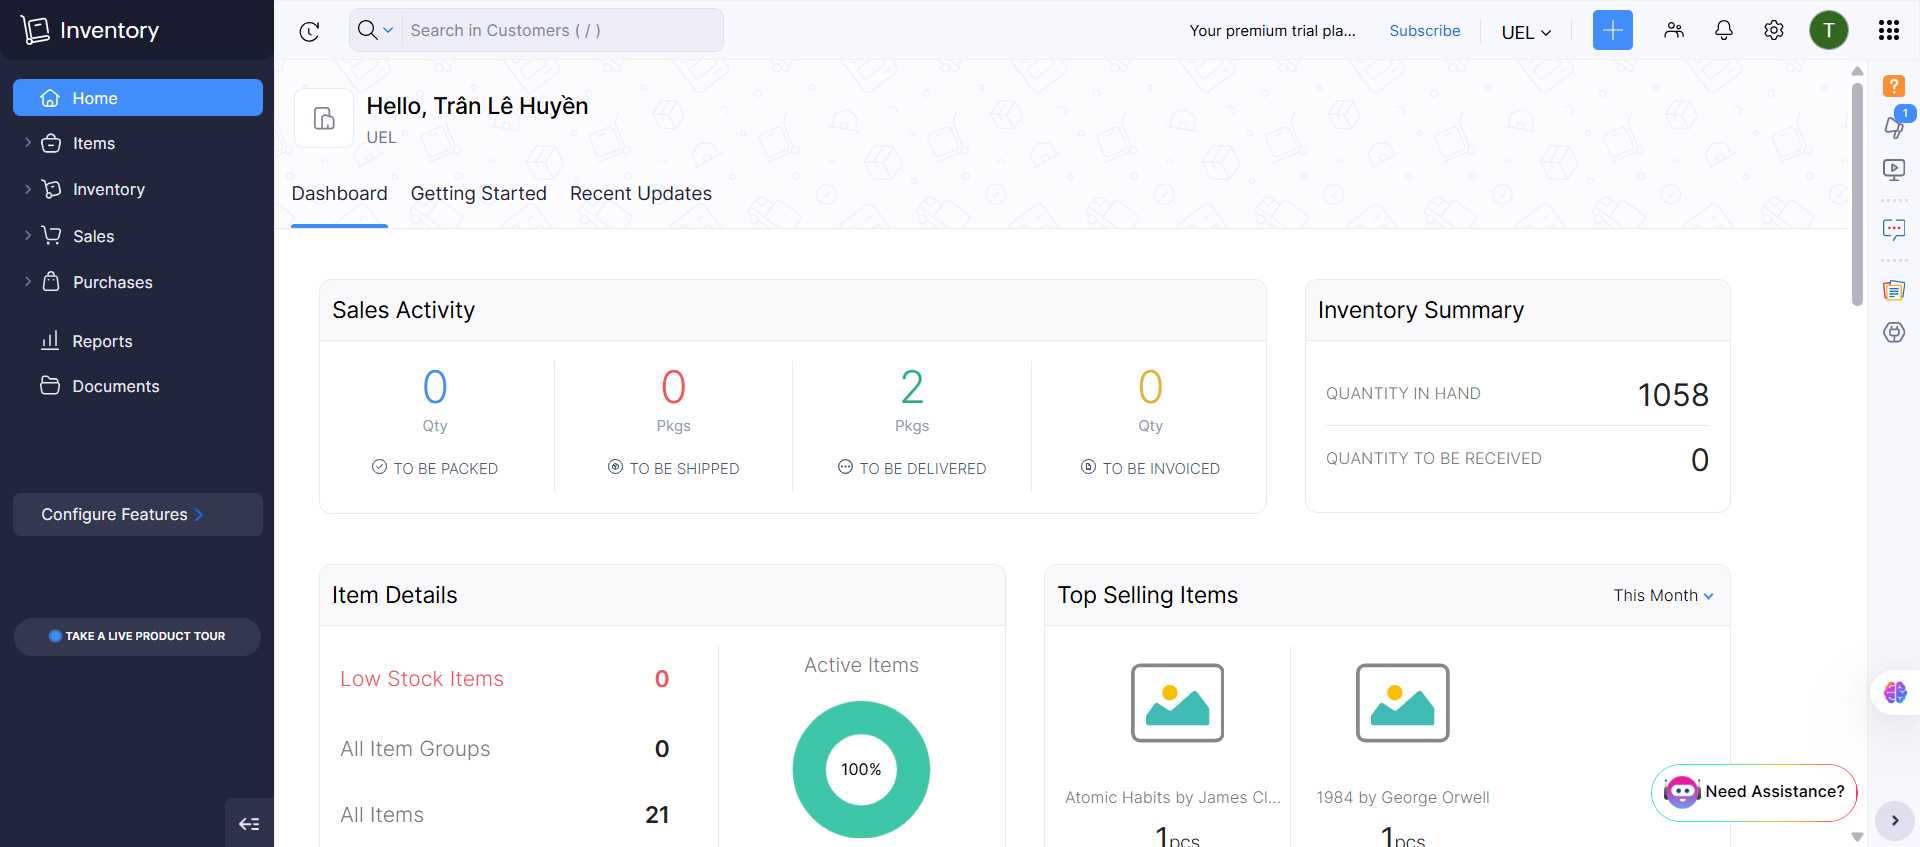 Inventory
Search in Customers ( / )
Your premium trial pla...
Subscribe
UEL
T
Home
Items
Inventory
Sales
Purchases
Reports
Documents
Configure Features
TAKE A LIVE PRODUCT TOUR
Hello, Trân Lê Huyền
UEL
Dashboard
Getting Started
Recent Updates
?
1
Sales Activity
0
Qty
TO BE PACKED
0
Pkgs
TO BE SHIPPED
2
Pkgs
TO BE DELIVERED
0
Qty
TO BE INVOICED
Inventory Summary
QUANTITY IN HAND
1058
QUANTITY TO BE RECEIVED
0
Item Details
Low Stock Items
0
All Item Groups
0
All Items
21
Active Items
100%
Top Selling Items
This Month
Atomic Habits by James Cl...
1pcs
1984 by George Orwell
1pcs
Need Assistance?